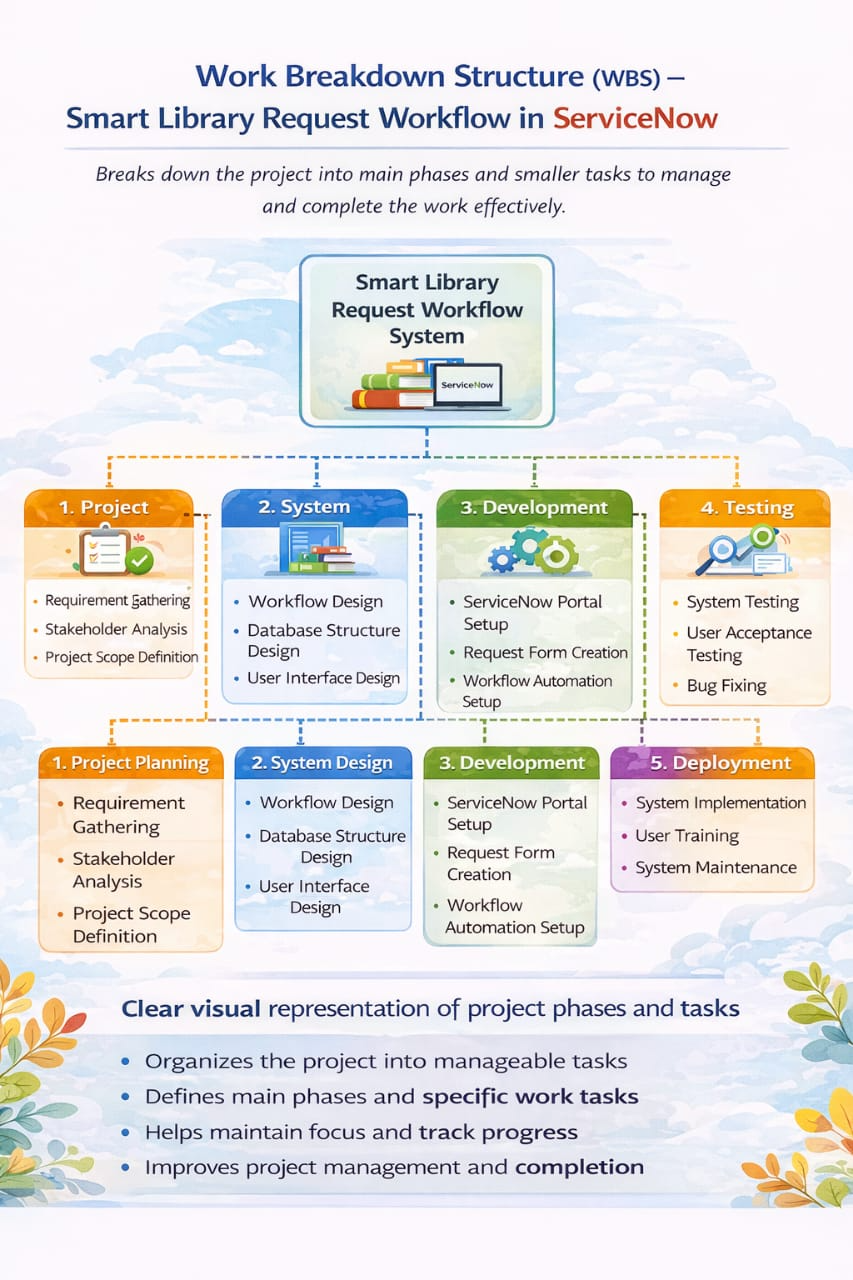 Work Breakdown Structure (WBS) –
Smart Library Request Workflow in ServiceNow
Breaks down the project into main phases and smaller tasks to manage
and complete the work effectively.
Smart Library
Request Workflow
System
ServiceNow
1. Project
• Requirement Gathering
• Stakeholder Analysis
• Project Scope Definition
2. System
• Workflow Design
• Database Structure
Design
• User Interface Design
3. Development
• ServiceNow Portal
Setup
• Request Form Creation
• Workflow Automation
Setup
4. Testing
• System Testing
• User Acceptance
Testing
• Bug Fixing
1. Project Planning
• Requirement
Gathering
• Stakeholder
Analysis
• Project Scope
Definition
2. System Design
• Workflow Design
• Database Structure
Design
• User Interface
Design
3. Development
• ServiceNow Portal
Setup
• Request Form
Creation
• Workflow
Automation Setup
5. Deployment
• System Implementation
• User Training
• System Maintenance
Clear visual representation of project phases and tasks
• Organizes the project into manageable tasks
• Defines main phases and specific work tasks
• Helps maintain focus and track progress
• Improves project management and completion